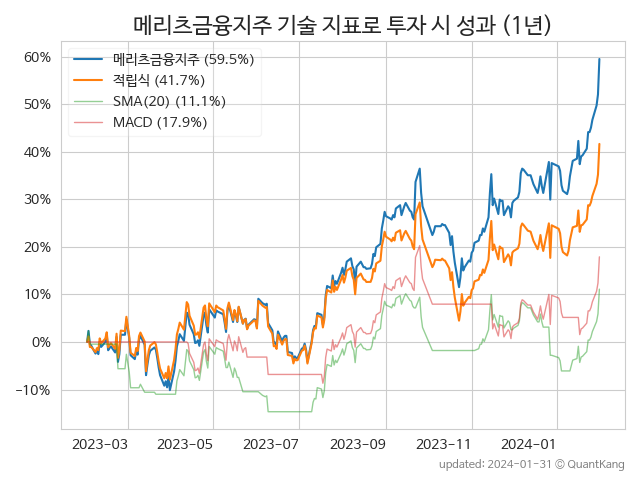 메리츠금융지주 기술 지표로 투자 시 성과 (1년)
60%
50%
40%
30%
20%
10%
0%
−10%
메리츠금융지주 (59.5%)
적립식 (41.7%)
SMA(20) (11.1%)
MACD (17.9%)
2023-03 2023-05 2023-07 2023-09 2023-11 2024-01
updated: 2024-01-31 © QuantKang